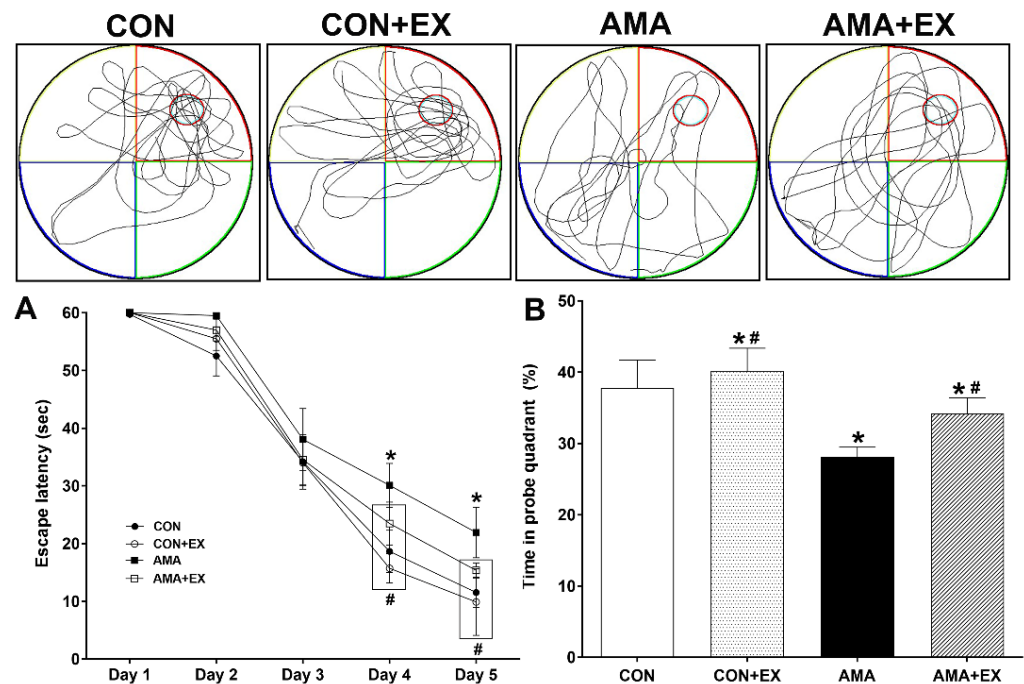 CON
CON+EX
AMA
AMA+EX
A
Escape latency (sec)
60
50
40
30
20
10
0
*
*
#
#
CON
CON+EX
AMA
AMA+EX
Day 1
Day 2
Day 3
Day 4
Day 5
B
Time in probe quadrant (%)
50
40
30
20
10
0
* #
*
* #
CON
CON+EX
AMA
AMA+EX